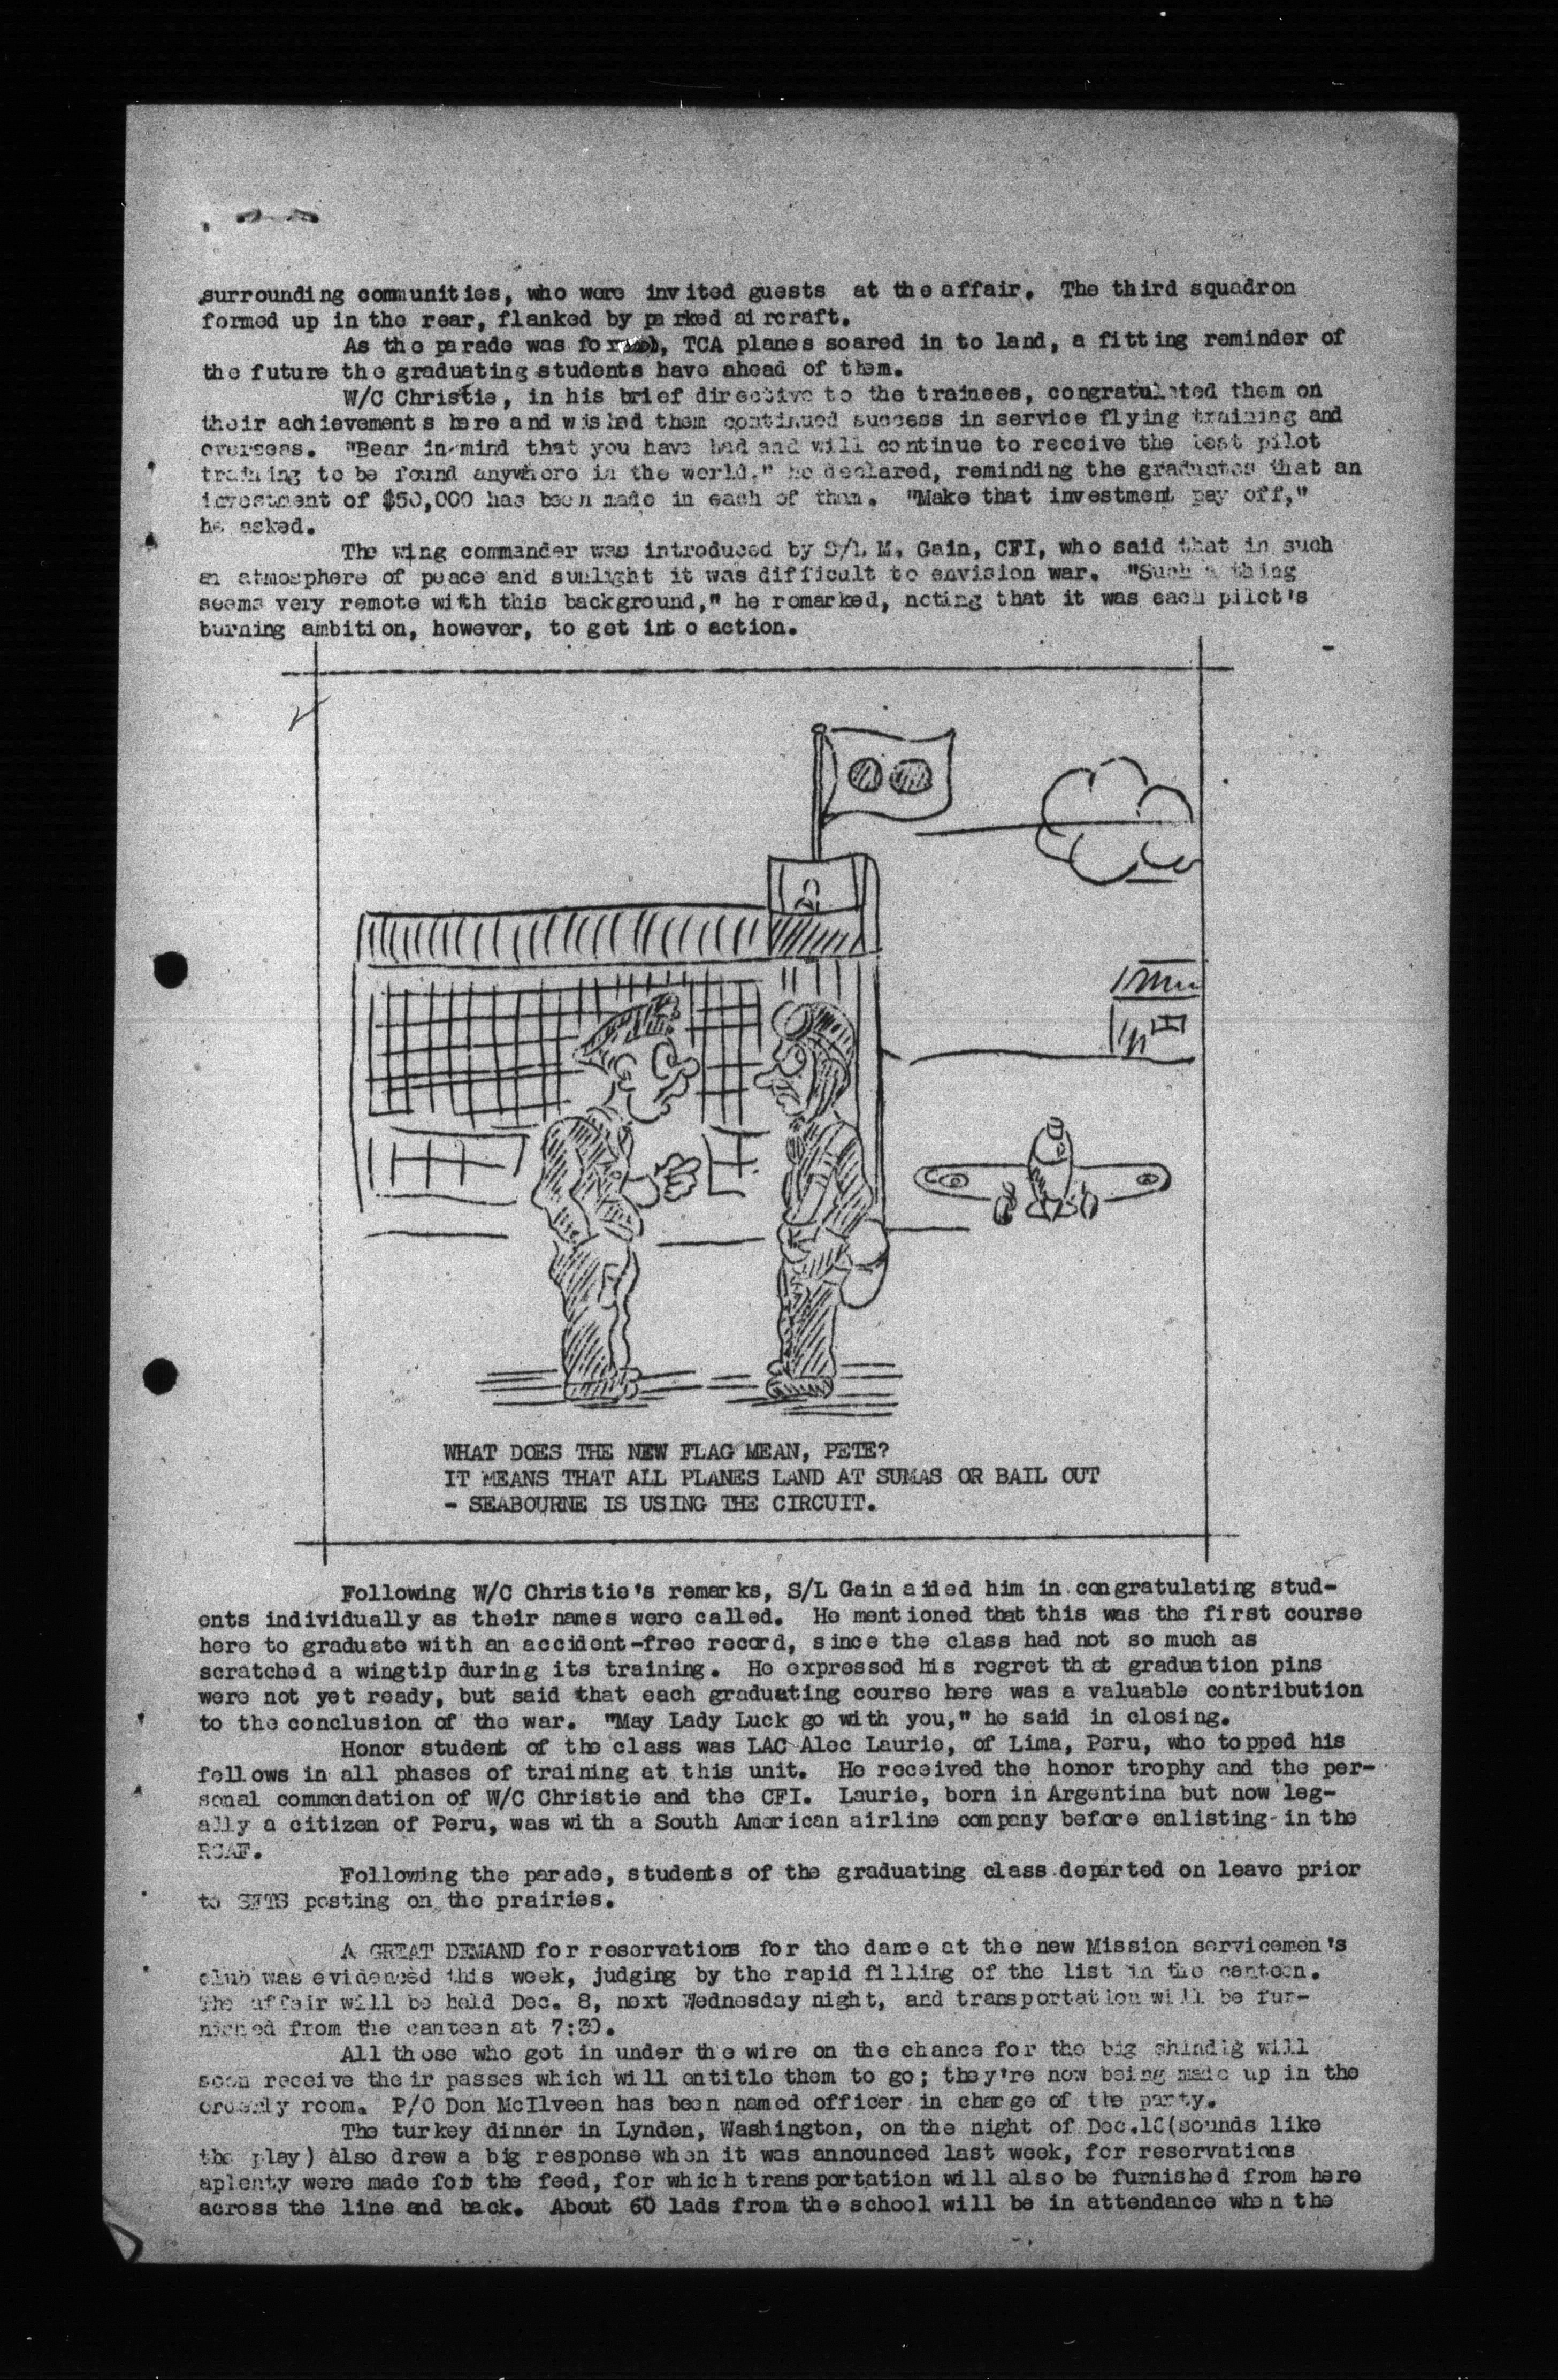 surrounding communities, who were invited guests at the affair. The third squadron
formed up in the rear, flanked by parked aircraft.
As the parade was formed, TCA planes soared in to land, a fitting reminder of
the future the graduating students have ahead of them.
W/C Christie, in his brief directive to the trainees, congratulated them on
their achievements here and wished them continued success in service flying training and
overseas. "Bear in mind that you have had and will continue to receive the best pilot
training to be found anywhere in the world," he declared, reminding the graduates that an
investment of $50,000 has been made in each of them. "Make that investment pay off,"
he asked.
The wing commander was introduced by S/L M. Gain, CFI, who said that in such
an atmosphere of peace and sunlight it was difficult to envision war. "Such a thing
seems very remote with this background," he remarked, noting that it was each pilot's
burning ambition, however, to get into action.
WHAT DOES THE NEW FLAG MEAN, PETE?
IT MEANS THAT ALL PLANES LAND AT SUMAS OR BAIL OUT
- SEABOURNE IS USING THE CIRCUIT.
Following W/C Christie's remarks, S/L Gain aided him in congratulating stud-
ents individually as their names were called. He mentioned that this was the first course
here to graduate with an accident-free record, since the class had not so much as
scratched a wingtip during its training. He expressed his regret that graduation pins
were not yet ready, but said that each graduating course here was a valuable contribution
to the conclusion of the war. "May Lady Luck go with you," he said in closing.
Honor student of the class was LAC Alec Laurie, of Lima, Peru, who topped his
fellows in all phases of training at this unit. He received the honor trophy and the per-
sonal commendation of W/C Christie and the CFI. Laurie, born in Argentina but now leg-
ally a citizen of Peru, was with a South American airline company before enlisting in the
RCAF.
Following the parade, students of the graduating class departed on leave prior
to SFTS posting on the prairies.
A GREAT DEMAND for reservations for the dance at the new Mission servicemen's
club was evidenced this week, judging by the rapid filling of the list in the canteen.
The affair will be held Dec. 8, next Wednesday night, and transportation will be fur-
nished from the canteen at 7:30.
All those who got in under the wire on the chance for the big shindig will
soon receive their passes which will entitle them to go; they're now being made up in the
orderly room. P/O Don McIlveen has been named officer in charge of the party.
The turkey dinner in Lynden, Washington, on the night of Dec. (sounds like
the play) also drew a big response when it was announced last week, for reservations
aplenty were made for the feed, for which transportation will also be furnished from here
across the line and back. About 60 lads from the school will be in attendance when the